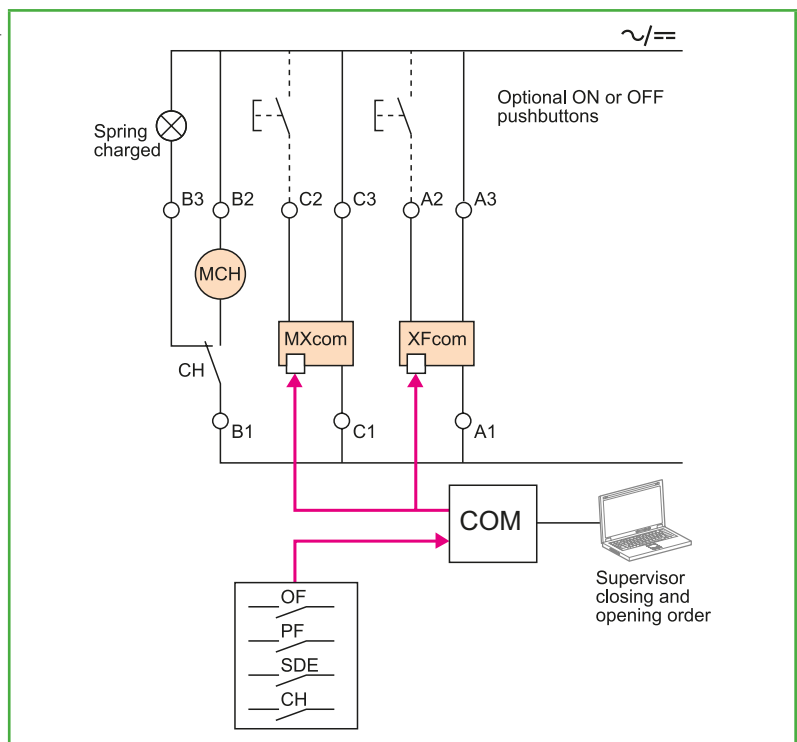 ~/⎓
Optional ON or OFF
pushbuttons
Spring
charged
B3
B2
C2
C3
A2
A3
MCH
MXcom
XFcom
CH
B1
C1
A1
COM
Supervisor
closing and
opening order
OF
PF
SDE
CH